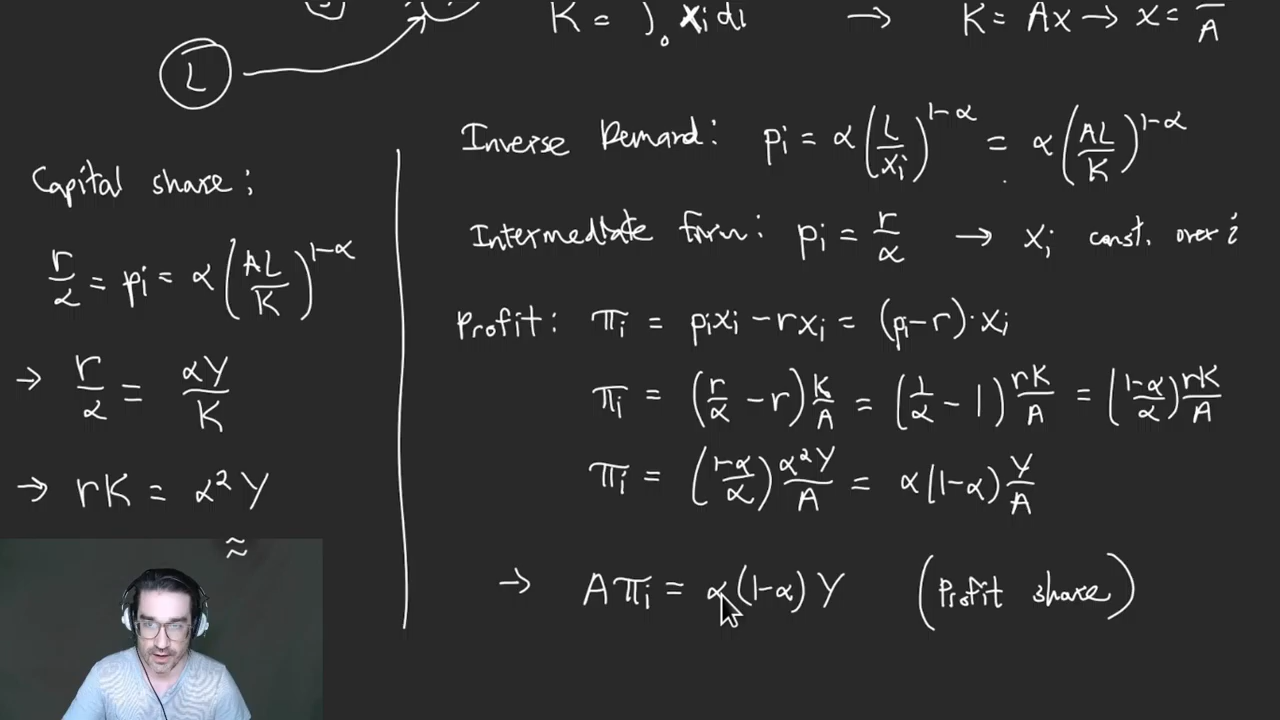 K = ∫₀ xᵢ di → K = Ax → x = —/A
L
Inverse Demand: pᵢ = α(L/xᵢ)^(1-α) = α(AL/K)^(1-α)
Capital share:
Intermediate firm: pᵢ = r/α → xᵢ const. over i
r/α = pᵢ = α(AL/K)^(1-α)
Profit: πᵢ = pᵢxᵢ - rxᵢ = (pᵢ - r)·xᵢ
→ r/α = αY/K
πᵢ = (r/α - r)K/A = (1/α - 1)rK/A = ((1-α)/α)rK/A
→ rK = α²Y
πᵢ = ((1-α)/α)α²Y/A = α(1-α)Y/A
≈
→ Aπᵢ = α(1-α)Y (Profit share)